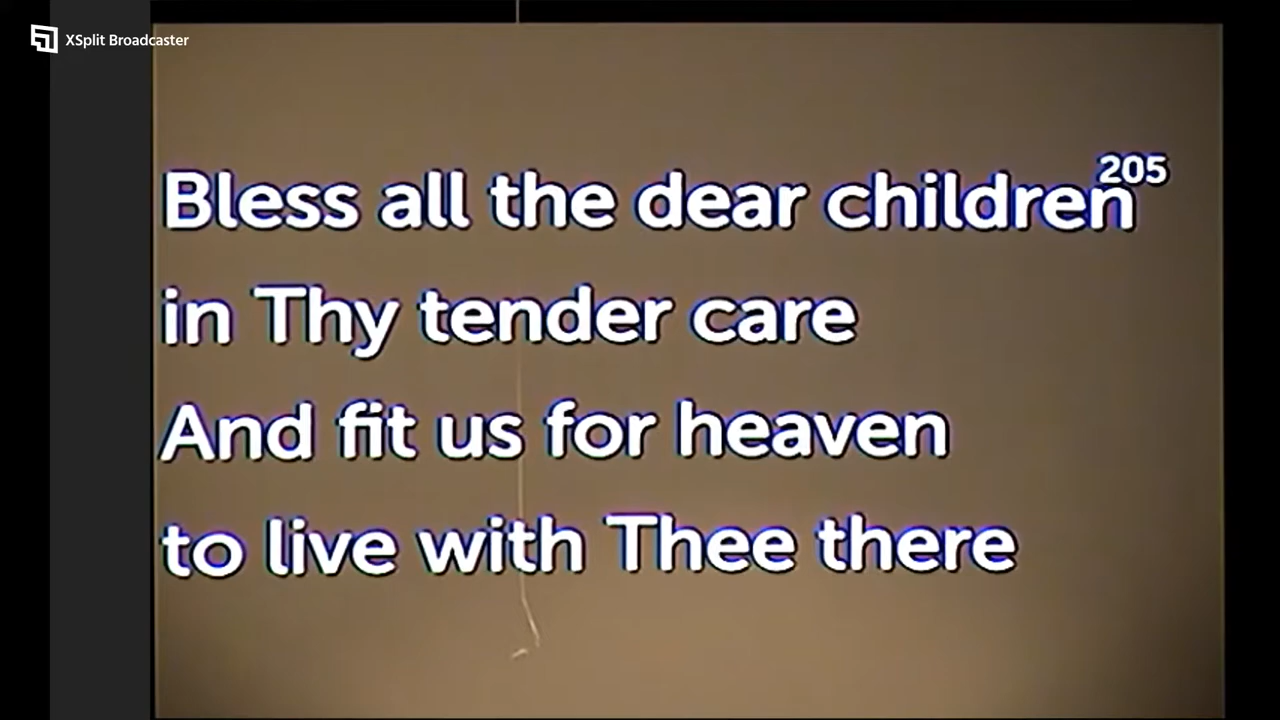 XSplit Broadcaster
205
Bless all the dear children
in Thy tender care
And fit us for heaven
to live with Thee there